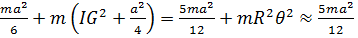 ma²/6 + m(IG² + a²/4) = 5ma²/12 + mR²θ² ≈ 5ma²/12